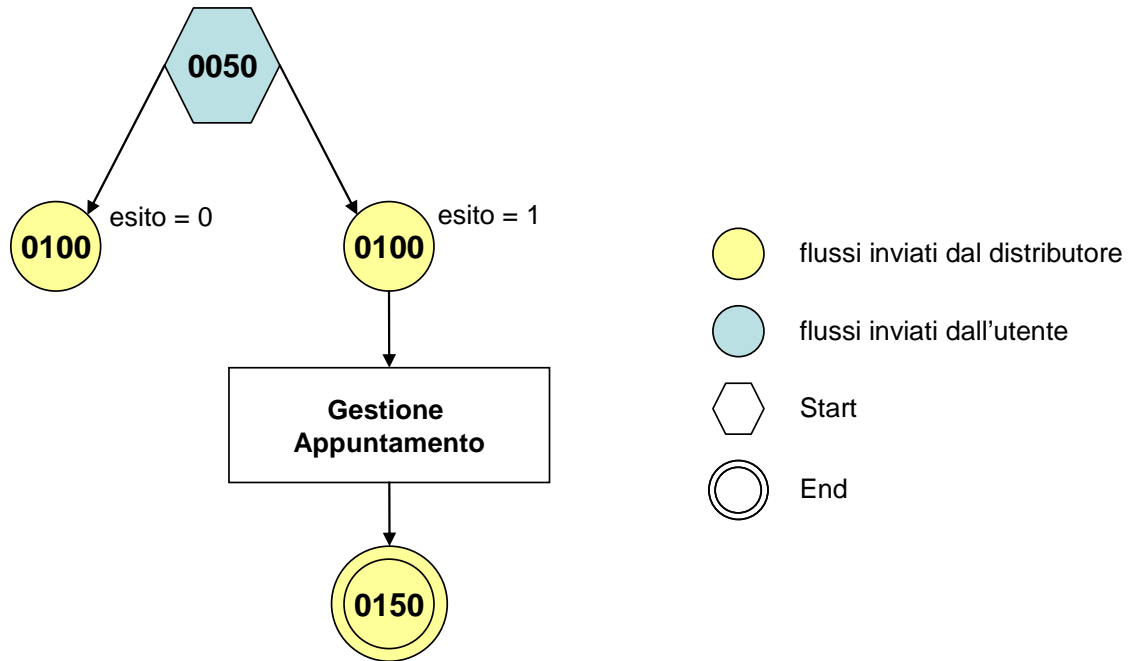 0050
esito = 0
esito = 1
0100
0100
Gestione
Appuntamento
0150
flussi inviati dal distributore
flussi inviati dall'utente
Start
End